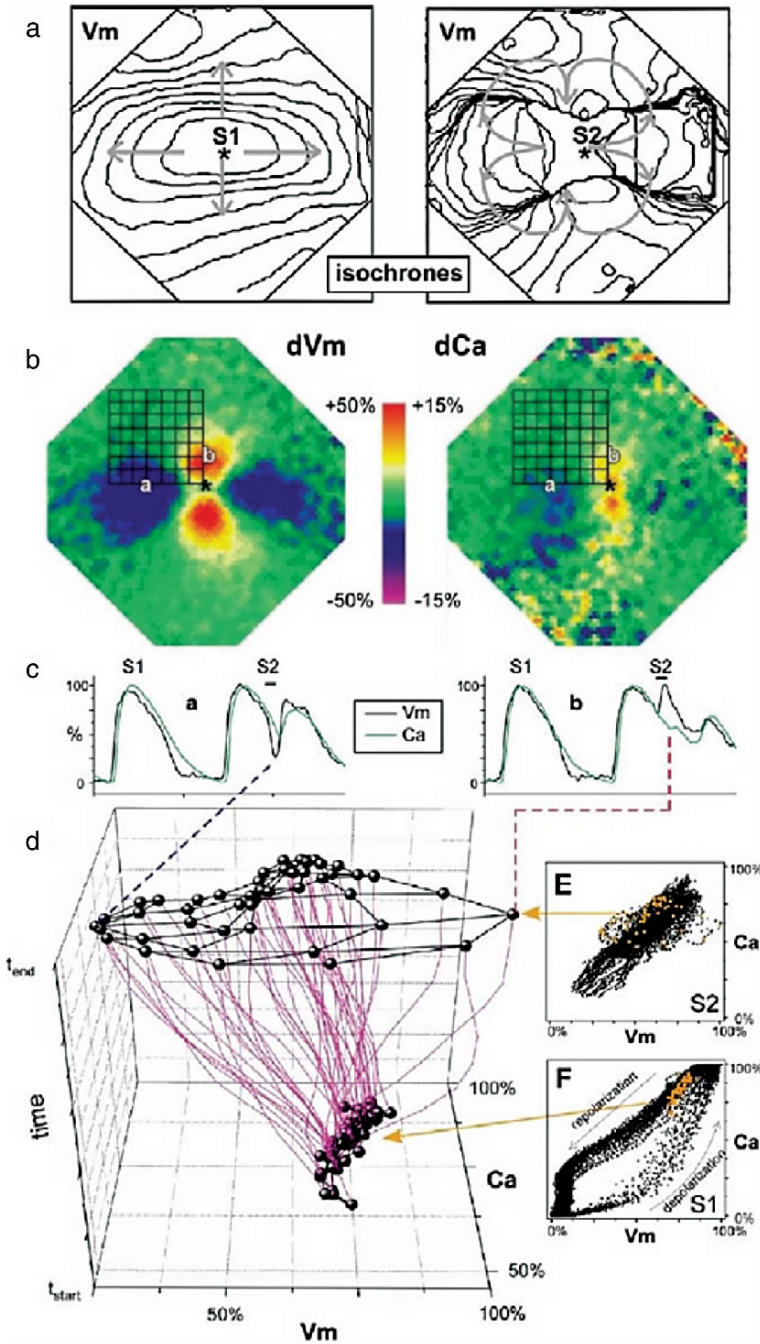 a
Vm
S1
*
Vm
S2
*
isochrones
b
dVm
dCa
+50%
+15%
-50%
-15%
a
b
*
a
b
*
c
S1
S2
S1
S2
100
%
0
a
Vm
Ca
100
0
b
d
t_end
time
t_start
50%
100%
Vm
100%
Ca
50%
E
100%
Ca
0%
S2
0%
Vm
100%
F
100%
repolarization
Ca
depolarization
S1
0%
0%
Vm
100%